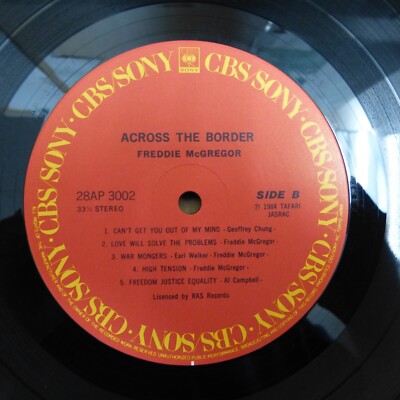 CBS/SONY · CBS/SONY · CBS/SONY · CBS/SONY · CBS/SONY · CBS/SONY ·
ACROSS THE BORDER
FREDDIE McGREGOR
28AP 3002
33⅓ STEREO
SIDE B
℗ 1984 TAFARI
JASRAC
1. CAN'T GET YOU OUT OF MY MIND - Geoffrey Chung -
2. LOVE WILL SOLVE THE PROBLEMS - Freddie McGregor -
3. WAR MONGERS - Earl Walker · Freddie McGregor -
4. HIGH TENSION - Freddie McGregor -
5. FREEDOM JUSTICE EQUALITY - Al Campbell -
Licensed by RAS Records